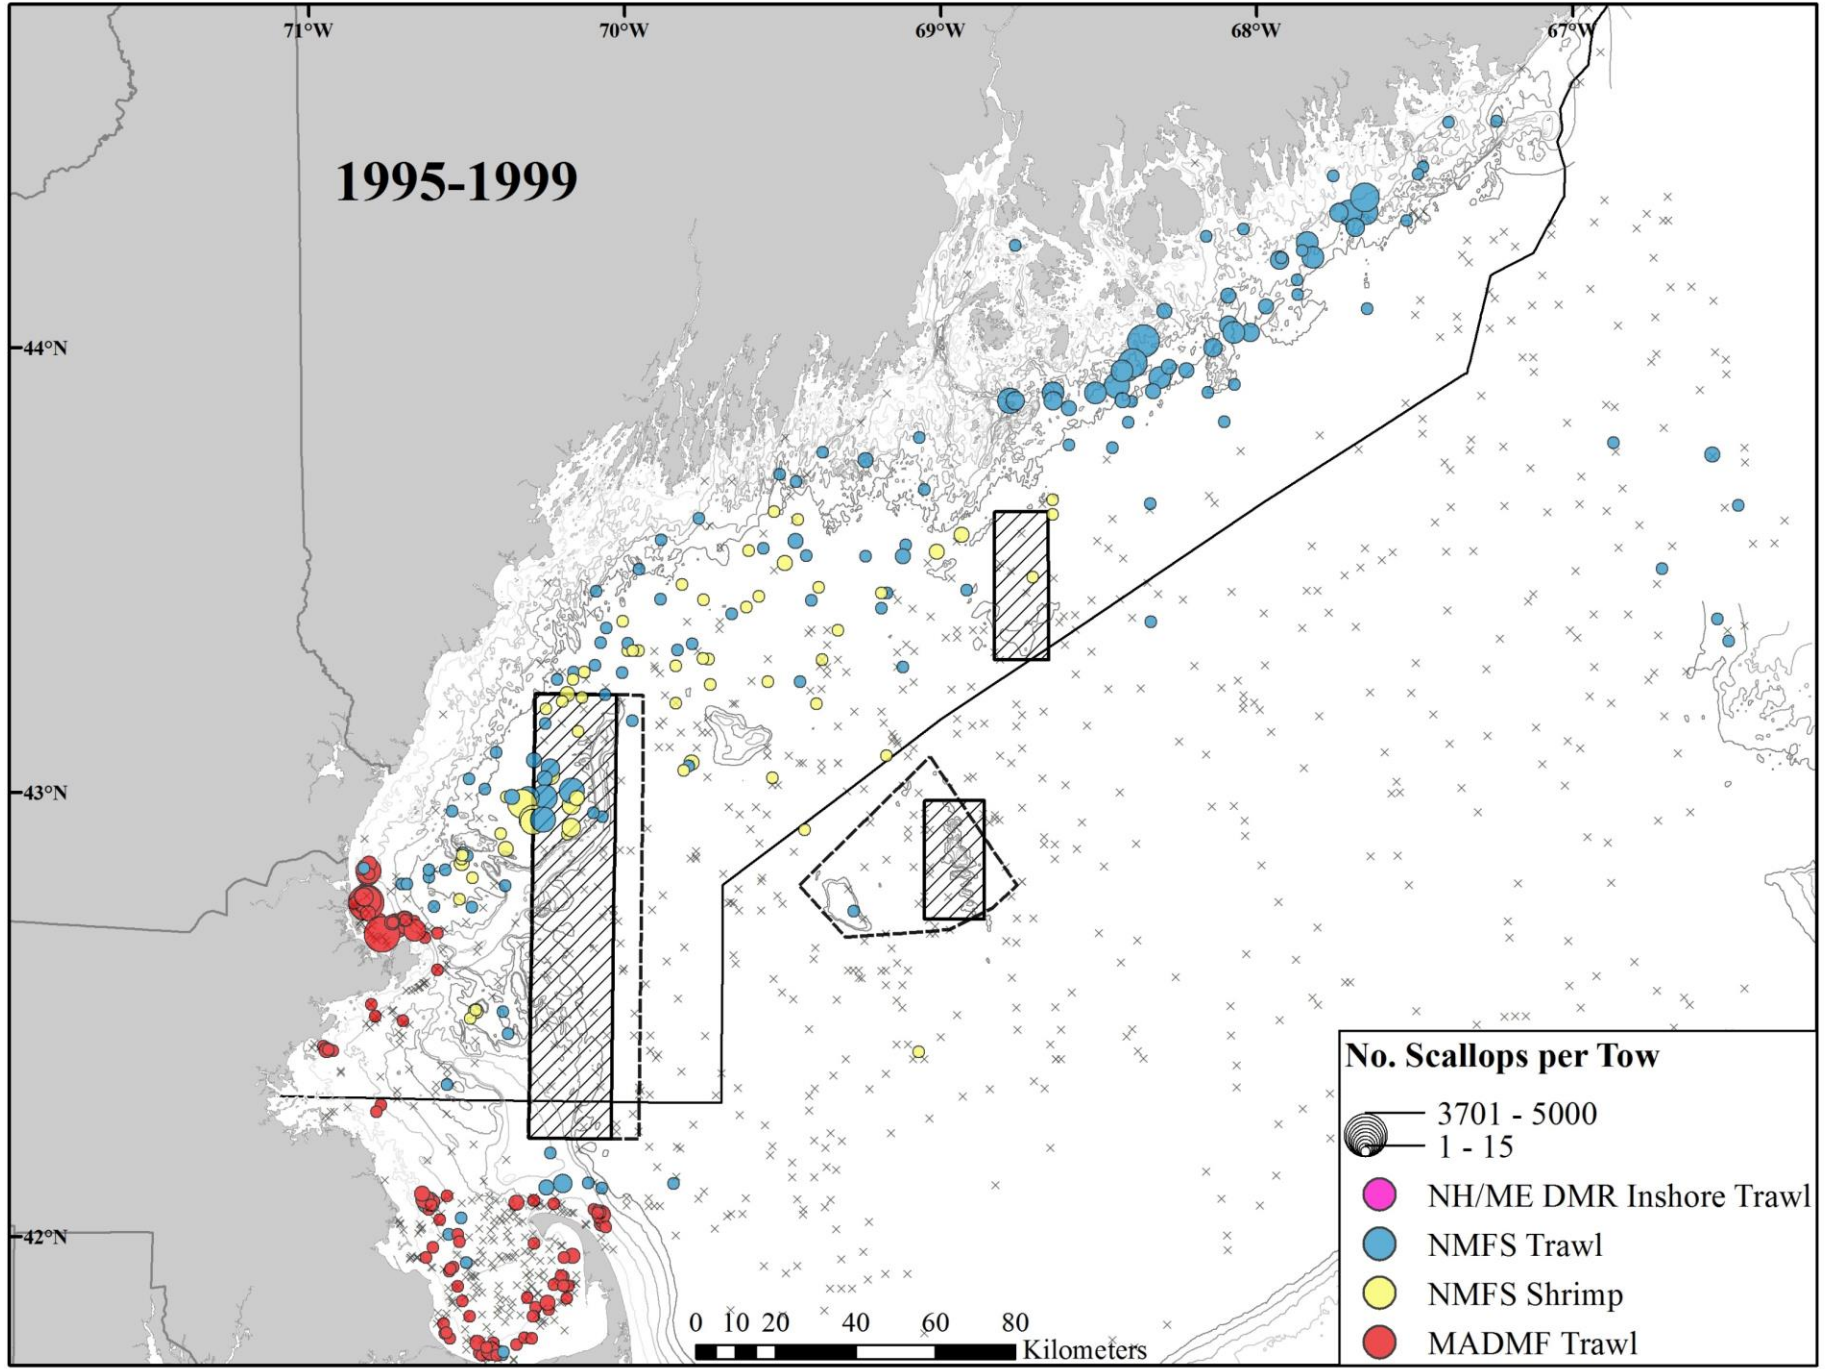 71°W 70°W 69°W 68°W 67°W
1995-1999
44°N
43°N
42°N
No. Scallops per Tow
3701 - 5000
1 - 15
NH/ME DMR Inshore Trawl
NMFS Trawl
NMFS Shrimp
MADMF Trawl
0 10 20 40 60 80
Kilometers